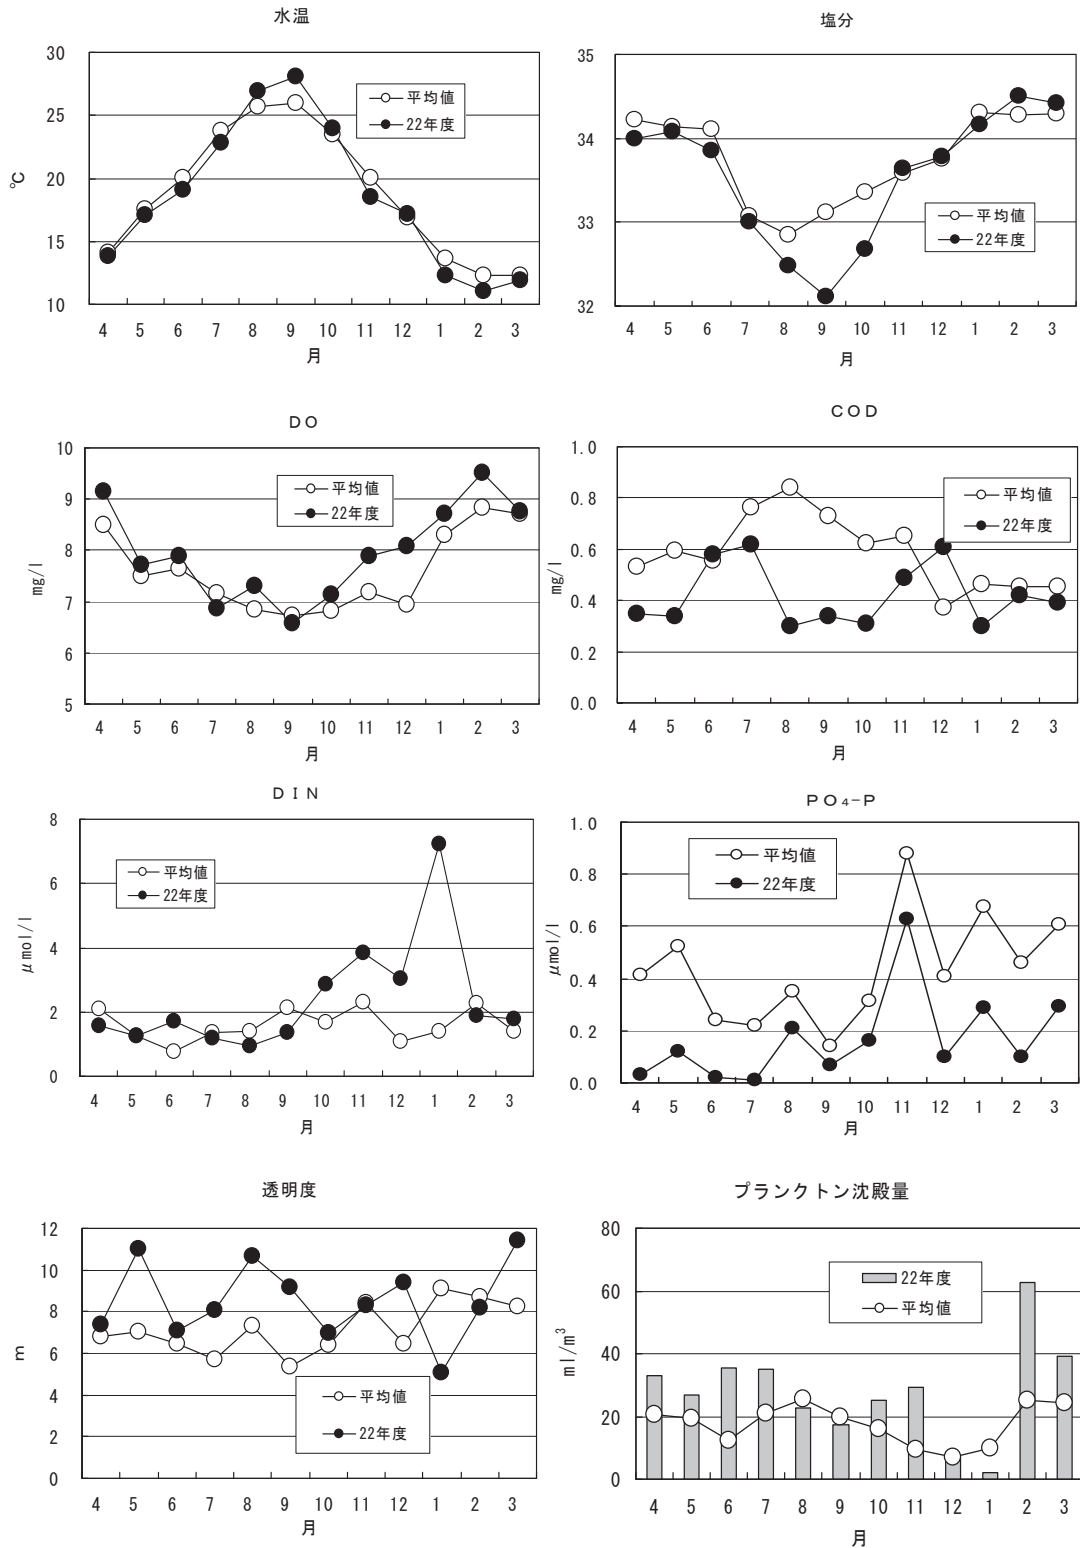 水温
30
25
20
15
10
℃
平均値
22年度
4 5 6 7 8 9 10 11 12 1 2 3
月
塩分
35
34
33
32
平均値
22年度
4 5 6 7 8 9 10 11 12 1 2 3
月
DO
10
9
8
7
6
5
mg/l
平均値
22年度
4 5 6 7 8 9 10 11 12 1 2 3
月
COD
1.0
0.8
0.6
0.4
0.2
0.0
mg/l
平均値
22年度
4 5 6 7 8 9 10 11 12 1 2 3
月
DIN
8
6
4
2
0
μmol/l
平均値
22年度
4 5 6 7 8 9 10 11 12 1 2 3
月
PO₄-P
1.0
0.8
0.6
0.4
0.2
0.0
μmol/l
平均値
22年度
4 5 6 7 8 9 10 11 12 1 2 3
月
透明度
12
10
8
6
4
2
0
m
平均値
22年度
4 5 6 7 8 9 10 11 12 1 2 3
月
プランクトン沈殿量
80
60
40
20
0
ml/m³
22年度
平均値
4 5 6 7 8 9 10 11 12 1 2 3
月